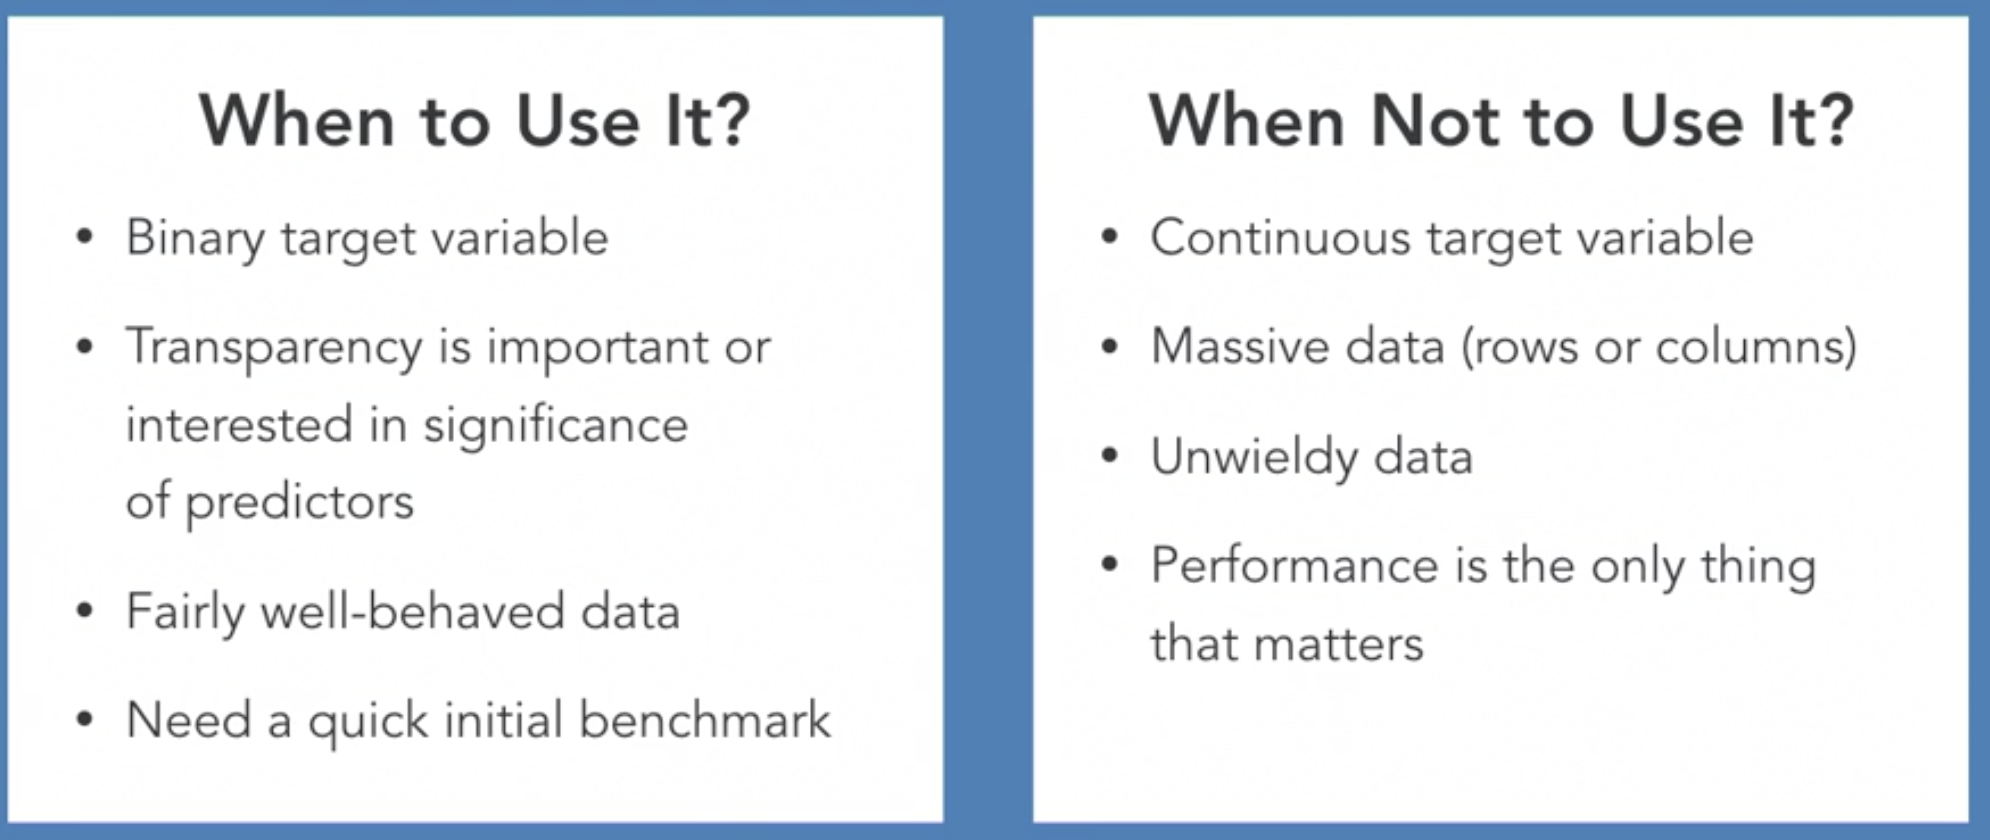 When to Use It?
• Binary target variable
• Transparency is important or
interested in significance
of predictors
• Fairly well-behaved data
• Need a quick initial benchmark
When Not to Use It?
• Continuous target variable
• Massive data (rows or columns)
• Unwieldy data
• Performance is the only thing
that matters